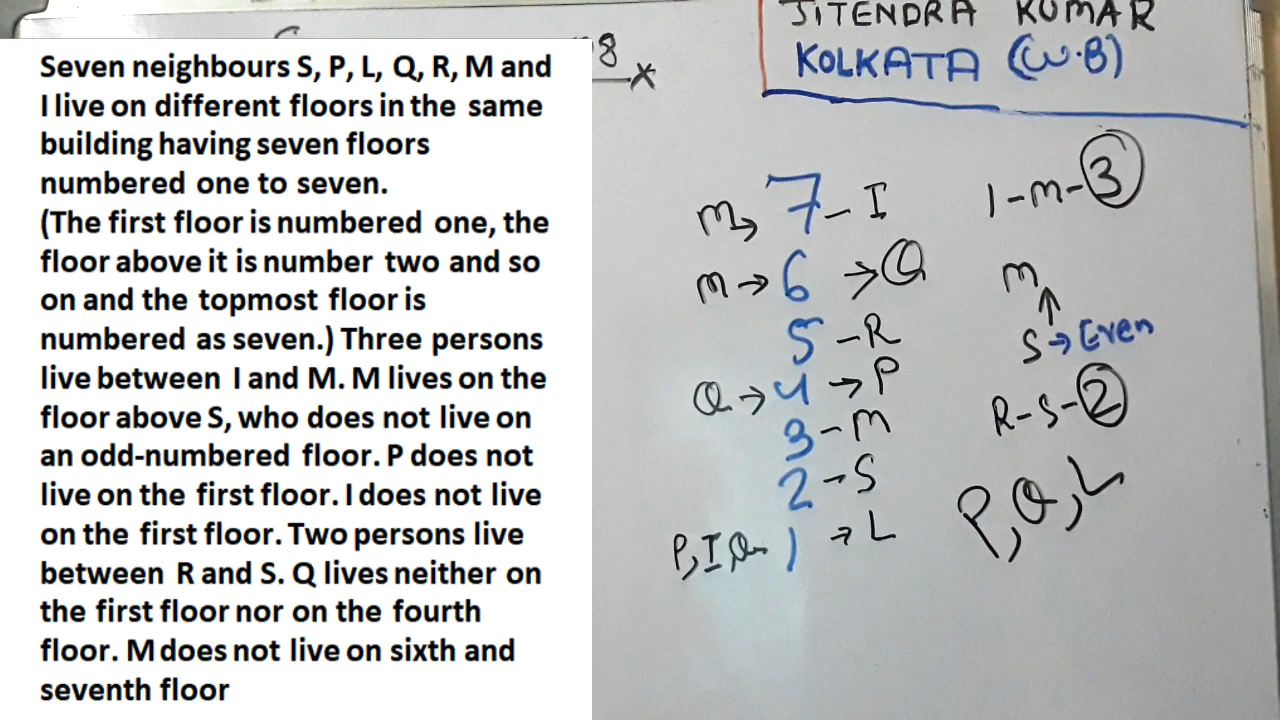 Seven neighbours S, P, L, Q, R, M and
I live on different floors in the same
building having seven floors
numbered one to seven.
(The first floor is numbered one, the
floor above it is number two and so
on and the topmost floor is
numbered as seven.) Three persons
live between I and M. M lives on the
floor above S, who does not live on
an odd-numbered floor. P does not
live on the first floor. I does not live
on the first floor. Two persons live
between R and S. Q lives neither on
the first floor nor on the fourth
floor. M does not live on sixth and
seventh floor
8 x
JITENDRA KUMAR
KOLKATA (W.B)
M → 7 - I
M → 6 → Q
5 - R
Q → 4 → P
3 - M
2 - S
P, I, Q - 1 → L
I - M - 3
M
↑
S → Even
R - S - 2
P, Q, L